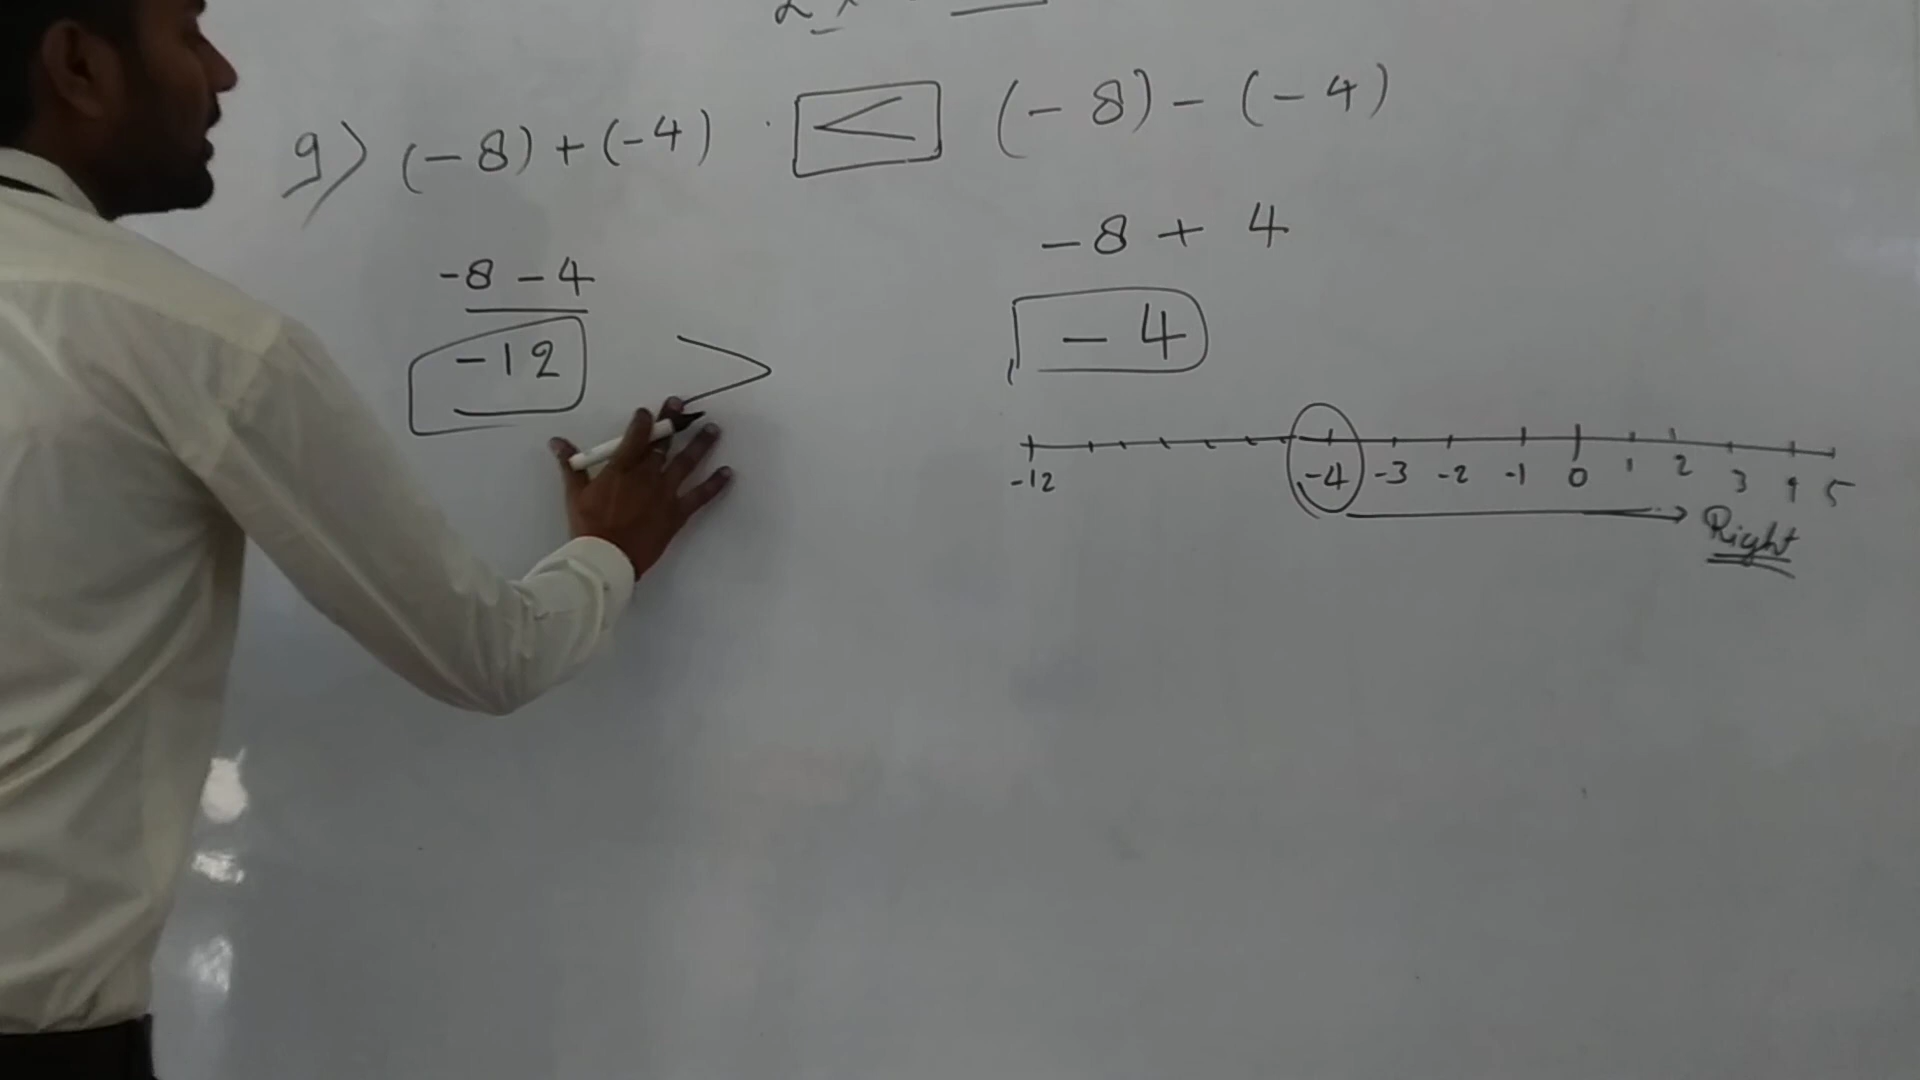 9) (-8) + (-4) < (-8) - (-4)
-8 - 4
-8 + 4
-12 >
-4
-12 -4 -3 -2 -1 0 1 2 3 4 5
Right